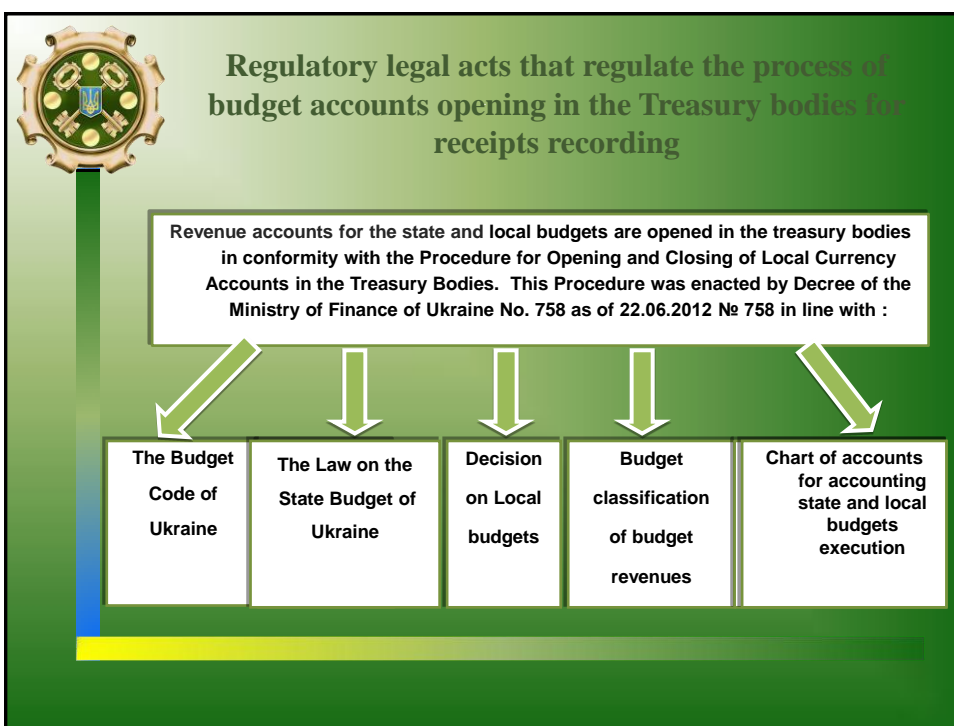 Regulatory legal acts that regulate the process of
budget accounts opening in the Treasury bodies for
receipts recording
Revenue accounts for the state and local budgets are opened in the treasury bodies
in conformity with the Procedure for Opening and Closing of Local Currency
Accounts in the Treasury Bodies. This Procedure was enacted by Decree of the
Ministry of Finance of Ukraine No. 758 as of 22.06.2012 № 758 in line with :
The Budget
Code of
Ukraine
The Law on the
State Budget of
Ukraine
Decision
on Local
budgets
Budget
classification
of budget
revenues
Chart of accounts
for accounting
state and local
budgets
execution